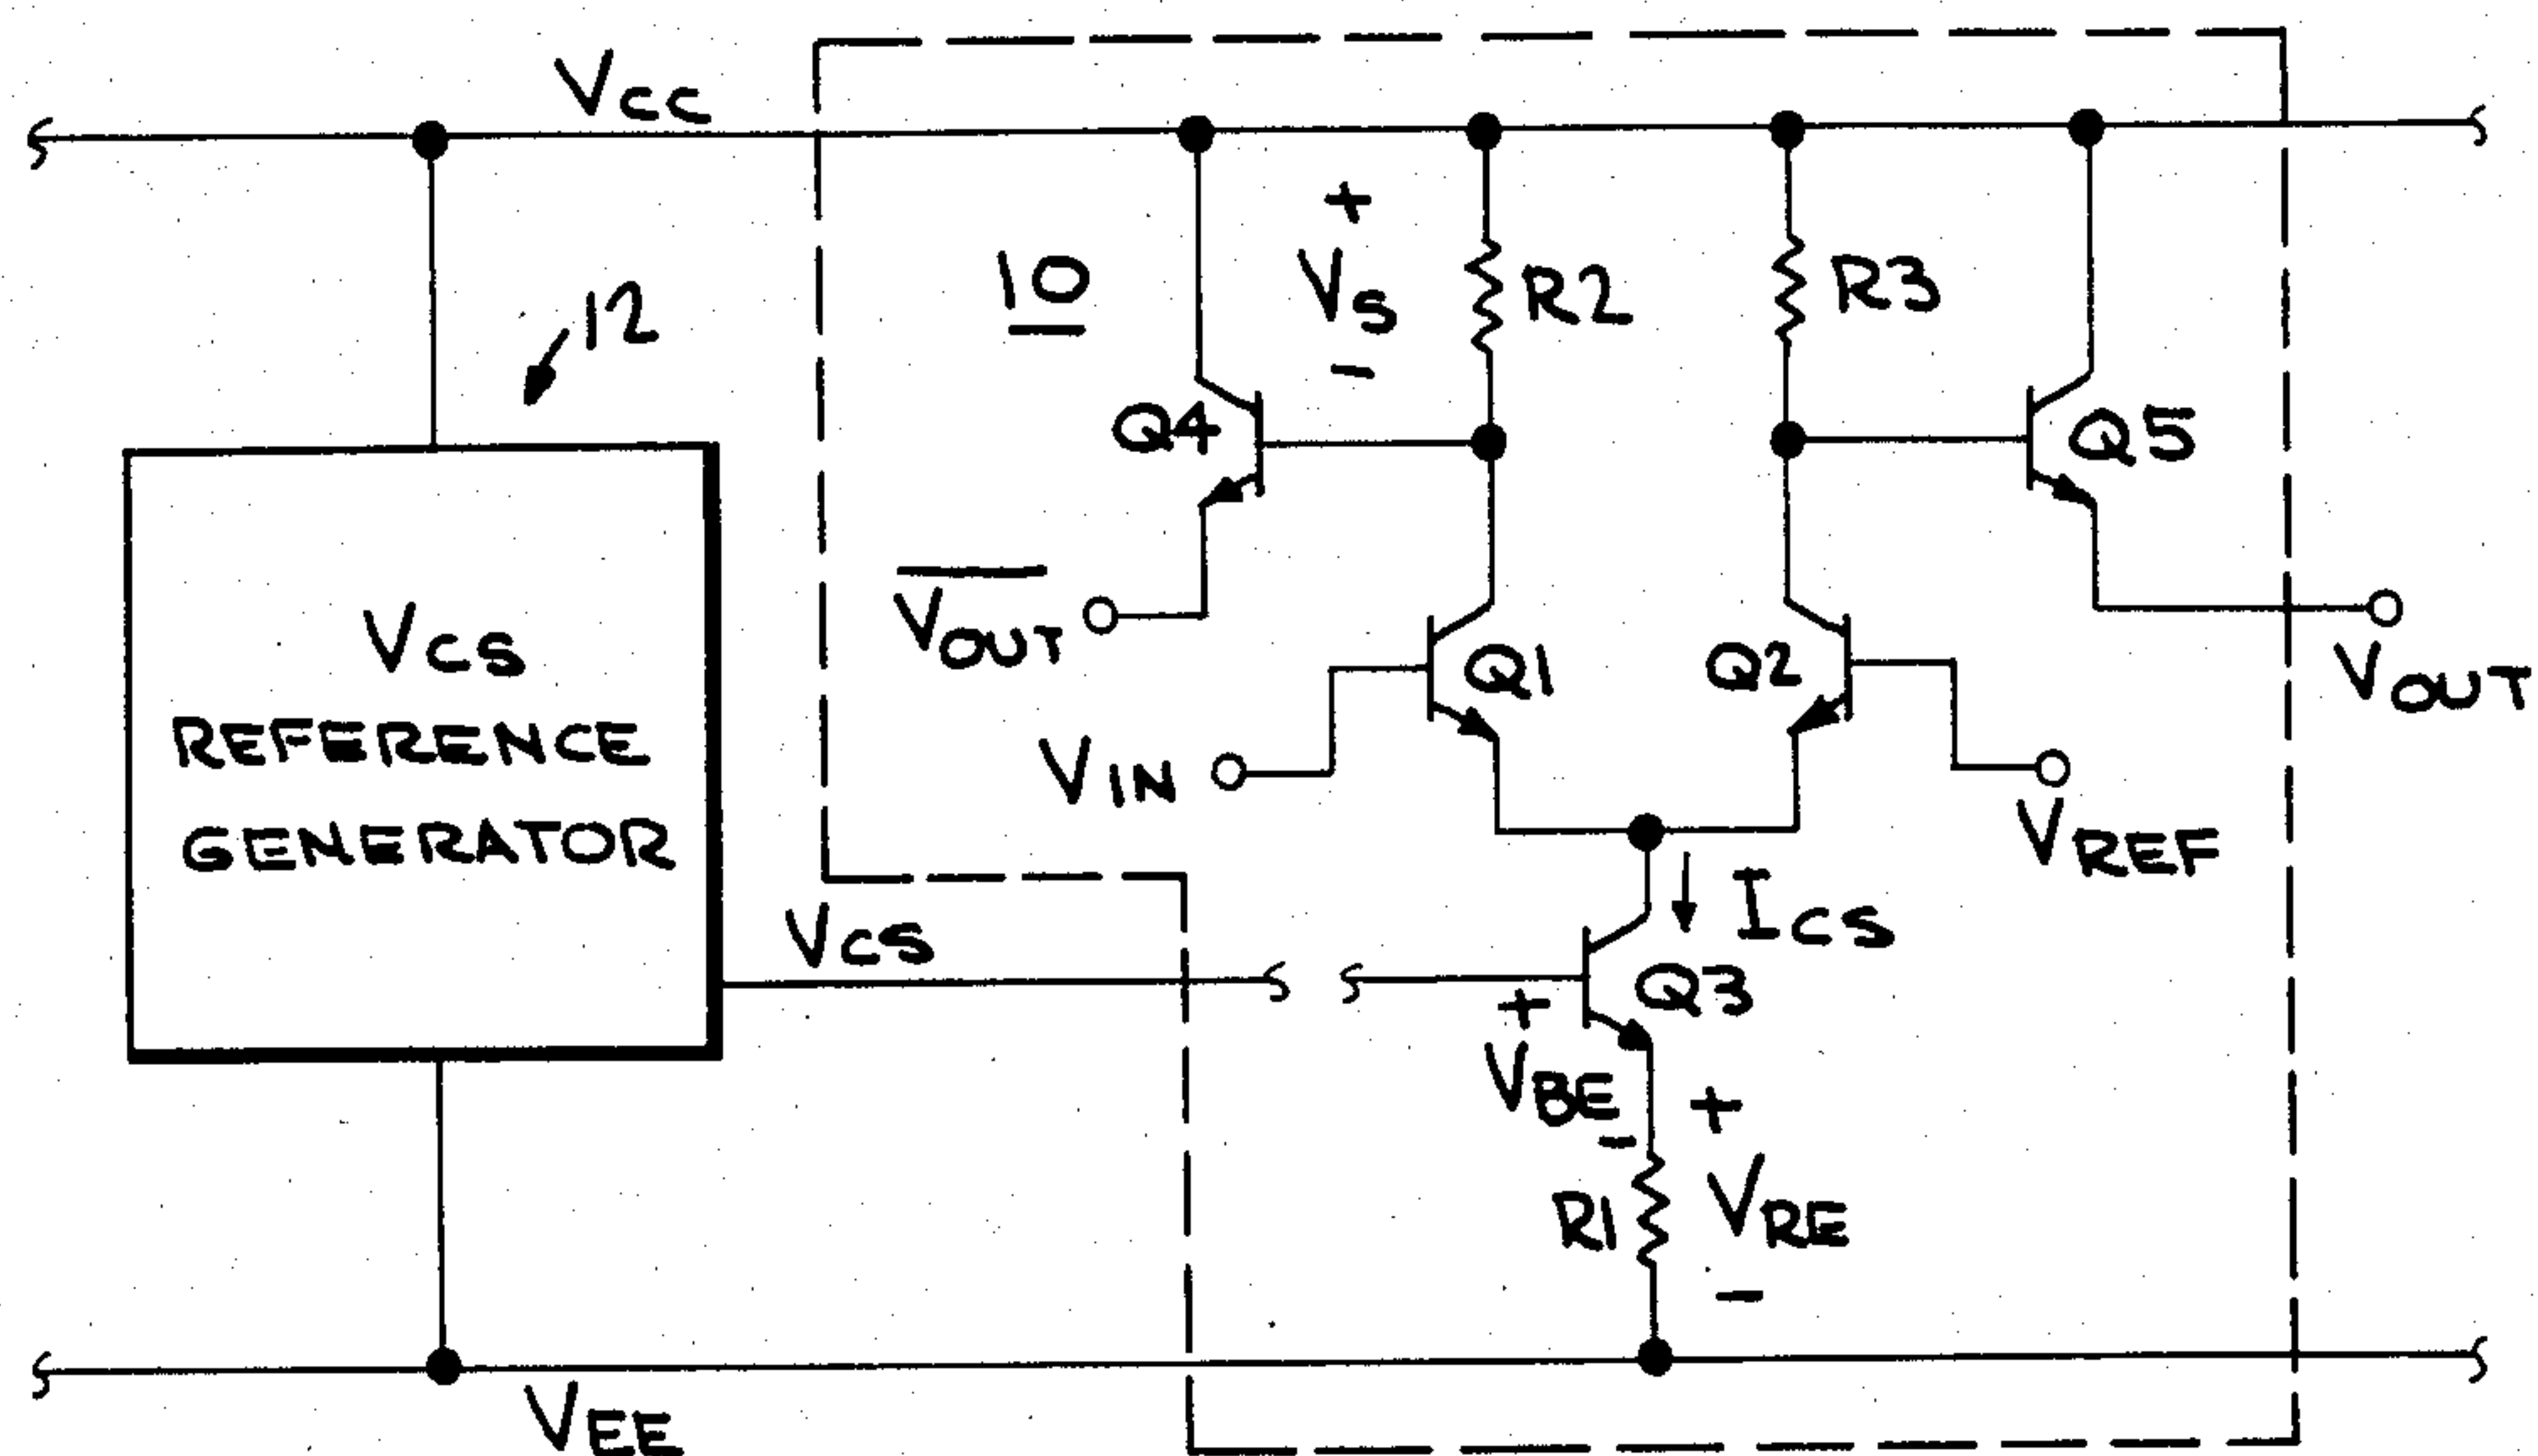 VCC
+
VS
-
10
R2
R3
12
Q4
Q5
VCS
REFERENCE
GENERATOR
VOUT
Q1
Q2
VOUT
VIN
VREF
VCS
ICS
Q3
+
VBE
-
+
VRE
-
R1
VEE